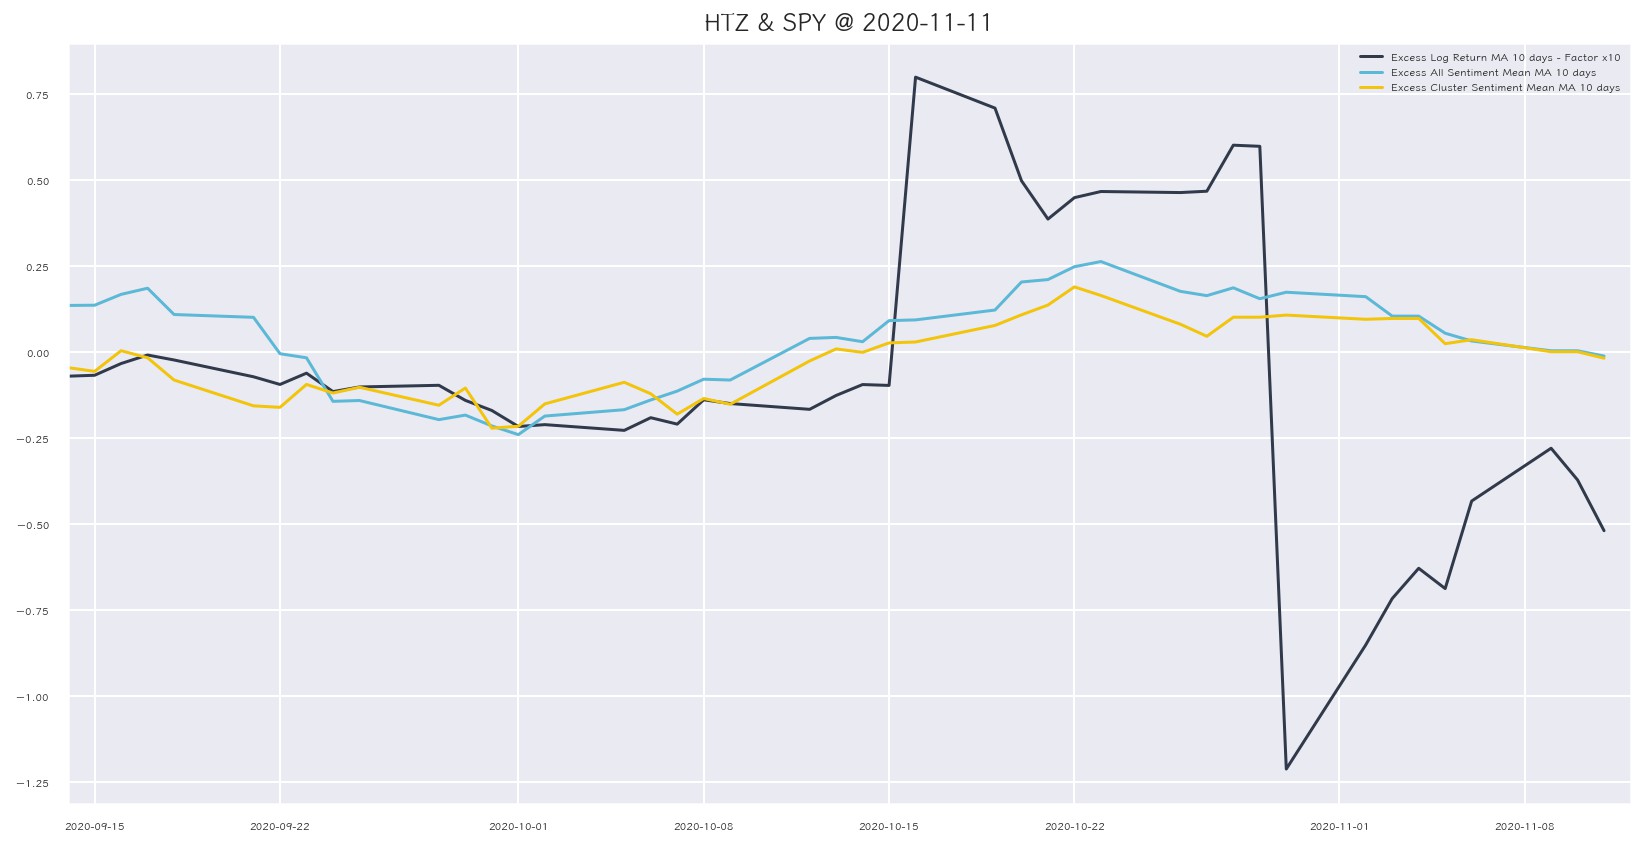 HTZ & SPY @ 2020-11-11
Excess Log Return MA 10 days - Factor x10
Excess All Sentiment Mean MA 10 days
Excess Cluster Sentiment Mean MA 10 days
0.75
0.50
0.25
0.00
−0.25
−0.50
−0.75
−1.00
−1.25
2020-09-15 2020-09-22 2020-10-01 2020-10-08 2020-10-15 2020-10-22 2020-11-01 2020-11-08